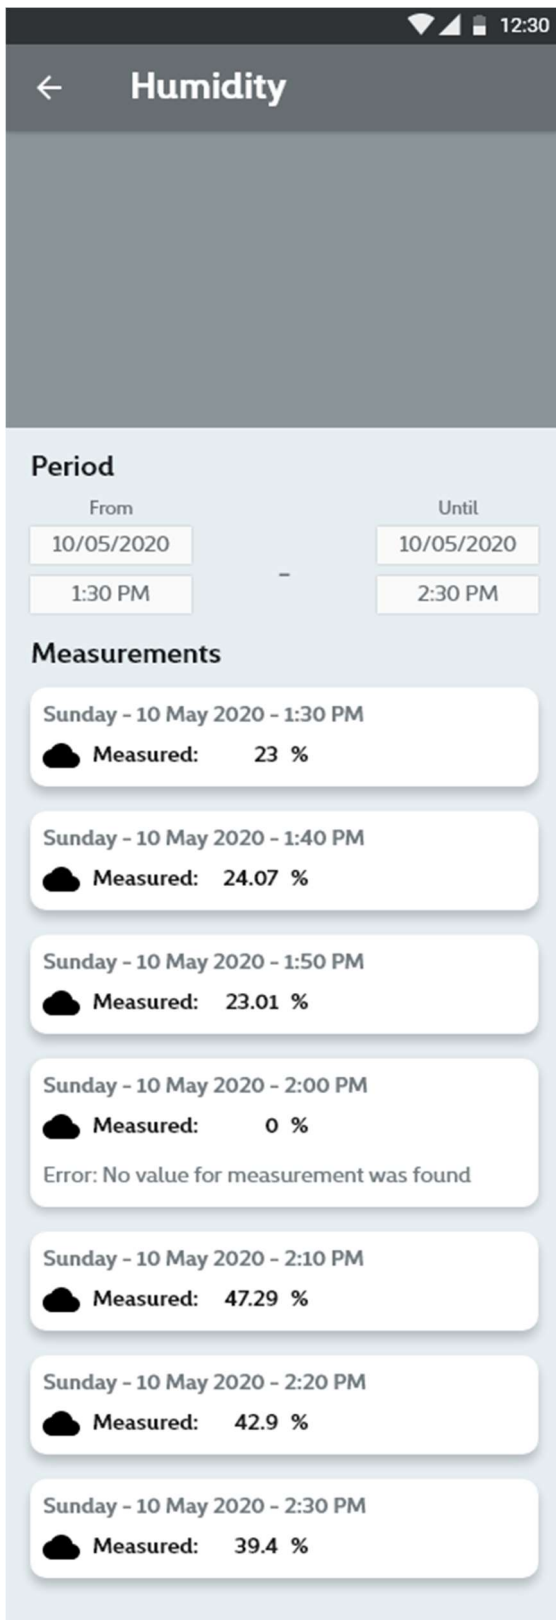 12:30
Humidity
Period
From Until
10/05/2020 10/05/2020
-
1:30 PM 2:30 PM
Measurements
Sunday - 10 May 2020 - 1:30 PM
Measured: 23 %
Sunday - 10 May 2020 - 1:40 PM
Measured: 24.07 %
Sunday - 10 May 2020 - 1:50 PM
Measured: 23.01 %
Sunday - 10 May 2020 - 2:00 PM
Measured: 0 %
Error: No value for measurement was found
Sunday - 10 May 2020 - 2:10 PM
Measured: 47.29 %
Sunday - 10 May 2020 - 2:20 PM
Measured: 42.9 %
Sunday - 10 May 2020 - 2:30 PM
Measured: 39.4 %